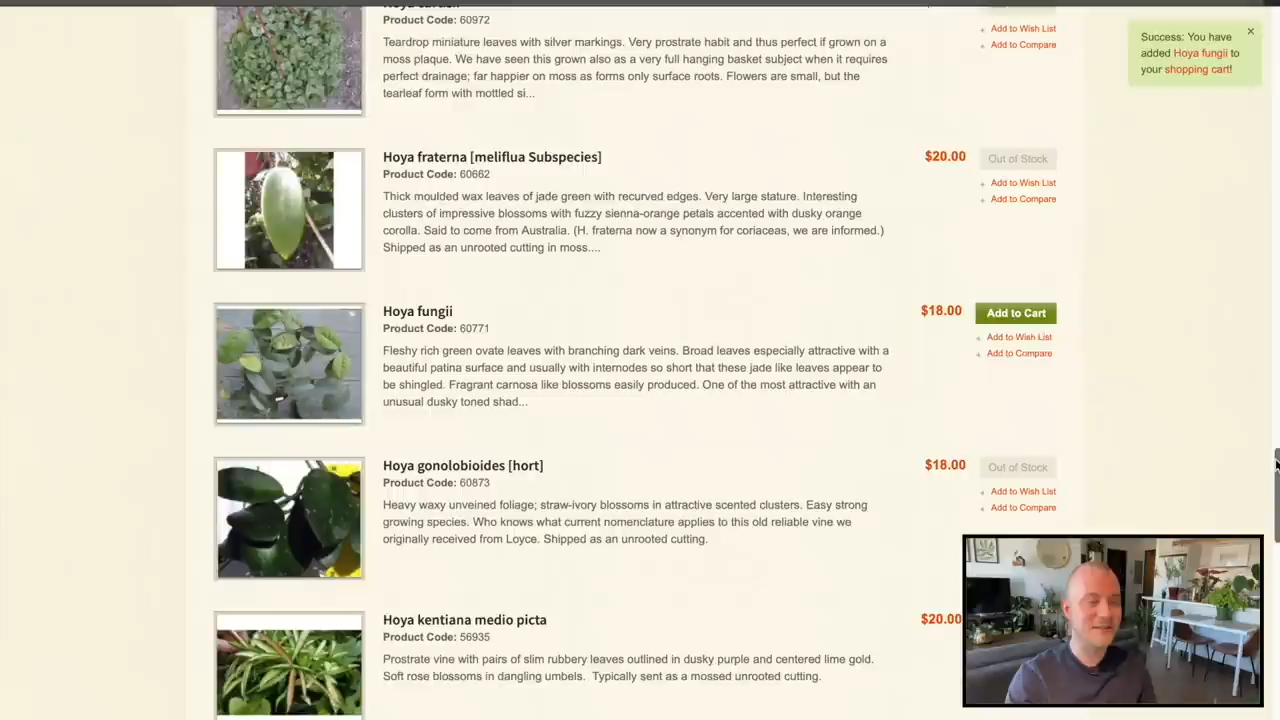 Product Code: 60972
Teardrop miniature leaves with silver markings. Very prostrate habit and thus perfect if grown on a
moss plaque. We have seen this grown also as a very full hanging basket subject when it requires
perfect drainage; far happier on moss as forms only surface roots. Flowers are small, but the
tearleaf form with mottled si...
Add to Wish List
Add to Compare
Success: You have
added Hoya fungii to
your shopping cart!
×
Hoya fraterna [meliflua Subspecies]
Product Code: 60662
Thick moulded wax leaves of jade green with recurved edges. Very large stature. Interesting
clusters of impressive blossoms with fuzzy sienna-orange petals accented with dusky orange
corolla. Said to come from Australia. (H. fraterna now a synonym for coriaceas, we are informed.)
Shipped as an unrooted cutting in moss....
$20.00
Out of Stock
Add to Wish List
Add to Compare
Hoya fungii
Product Code: 60771
Fleshy rich green ovate leaves with branching dark veins. Broad leaves especially attractive with a
beautiful patina surface and usually with internodes so short that these jade like leaves appear to
be shingled. Fragrant carnosa like blossoms easily produced. One of the most attractive with an
unusual dusky toned shad...
$18.00
Add to Cart
Add to Wish List
Add to Compare
Hoya gonolobioides [hort]
Product Code: 60873
Heavy waxy unveined foliage; straw-ivory blossoms in attractive scented clusters. Easy strong
growing species. Who knows what current nomenclature applies to this old reliable vine we
originally received from Loyce. Shipped as an unrooted cutting.
$18.00
Out of Stock
Add to Wish List
Add to Compare
Hoya kentiana medio picta
Product Code: 56935
Prostrate vine with pairs of slim rubbery leaves outlined in dusky purple and centered lime gold.
Soft rose blossoms in dangling umbels. Typically sent as a mossed unrooted cutting.
$20.00